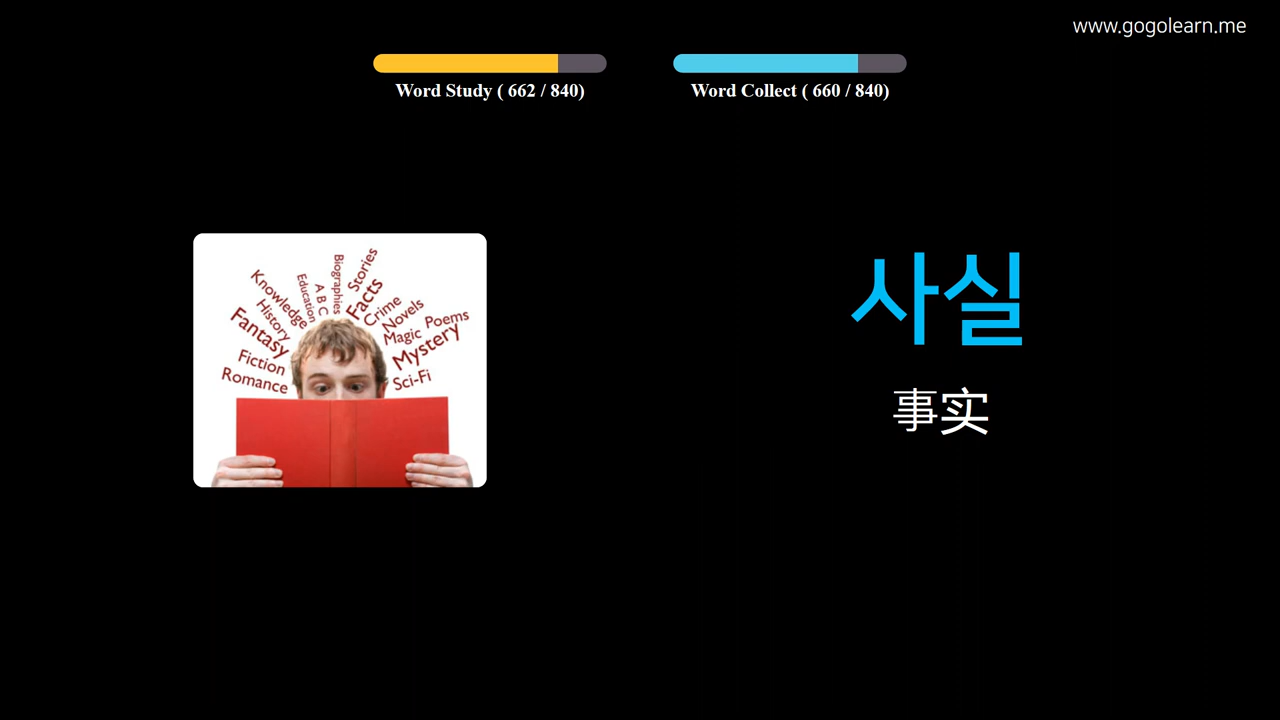 www.gogolearn.me
Word Study ( 662 / 840)
Word Collect ( 660 / 840)
Stories
Biographies
Facts
A B C
Education
Knowledge
Crime
History
Novels
Fantasy
Poems
Magic
Mystery
Fiction
Romance
Sci-Fi
사실
事实